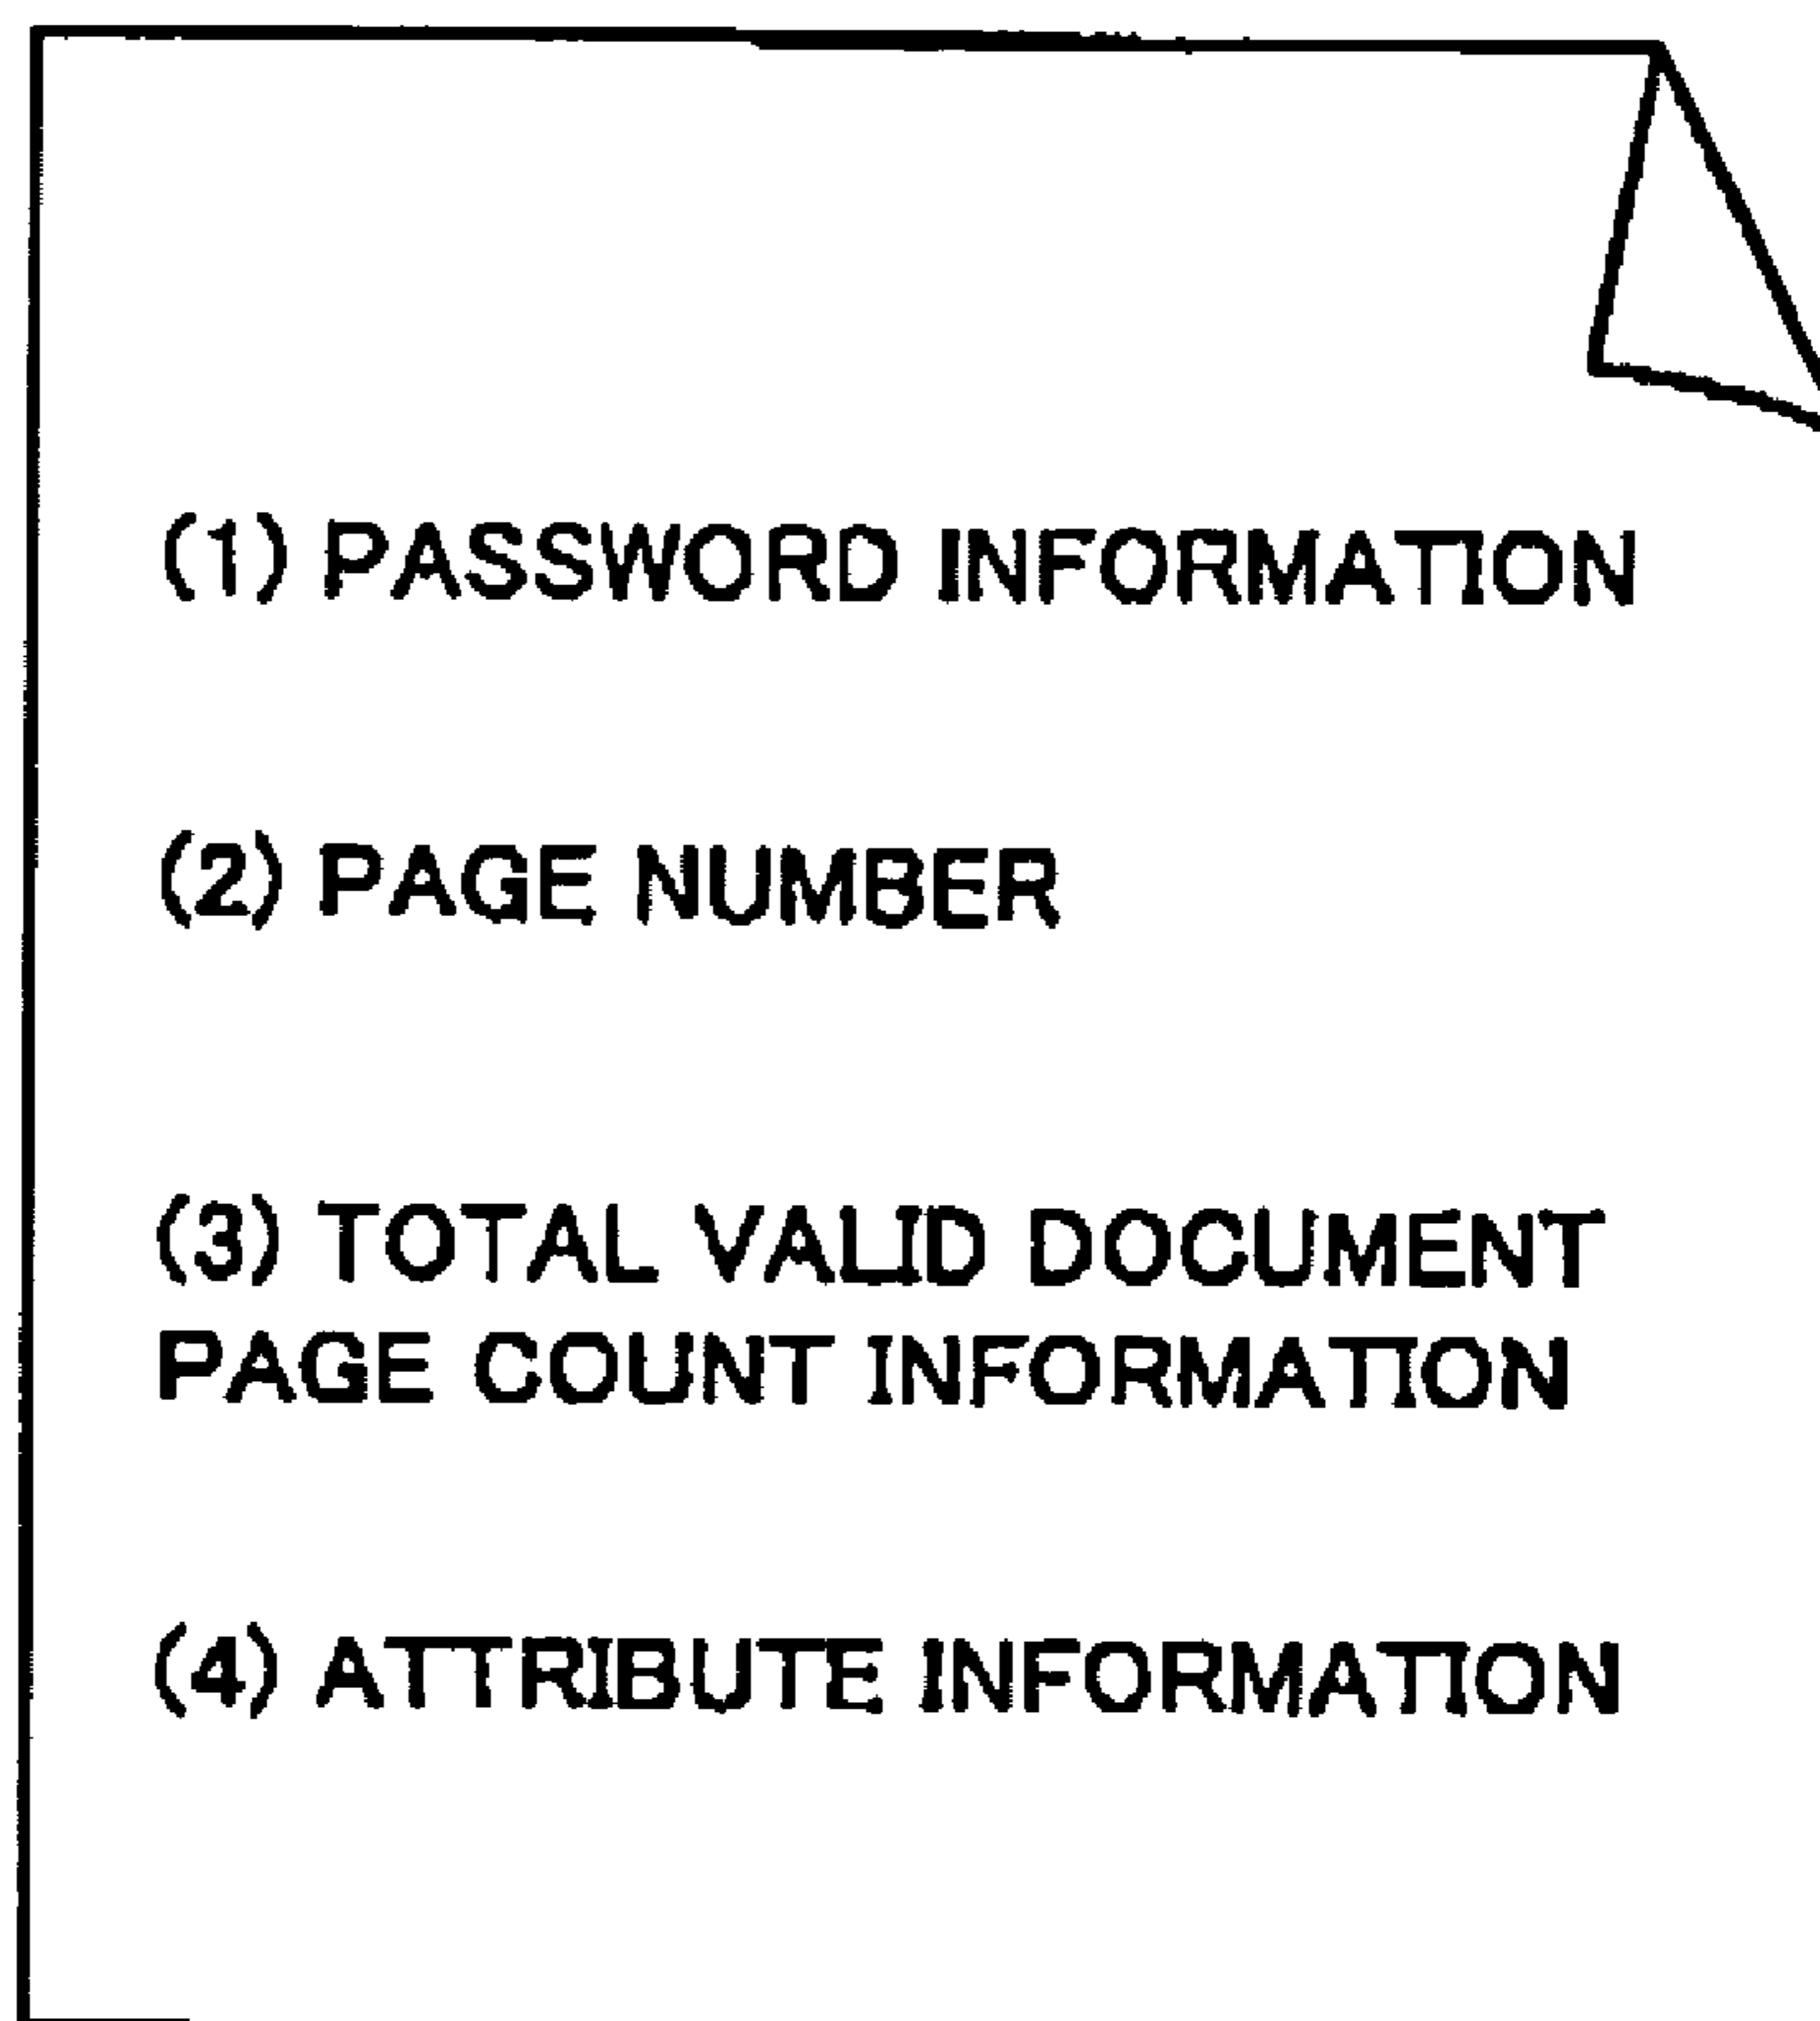 (1) PASSWORD INFORMATION
(2) PAGE NUMBER
(3) TOTAL VALID DOCUMENT
PAGE COUNT INFORMATION
(4) ATTRIBUTE INFORMATION